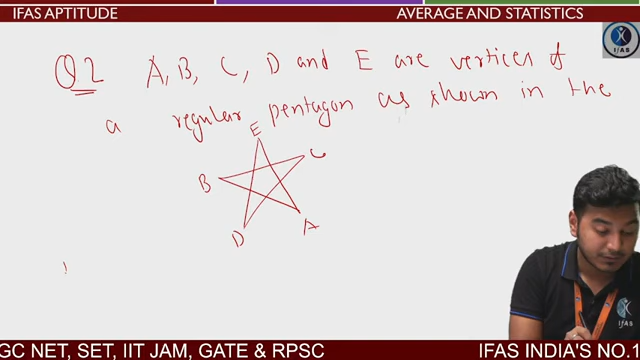 IFAS APTITUDE AVERAGE AND STATISTICS
Q2 A, B, C, D and E are vertices of
a regular pentagon as shown in the
E
C
B
D
A
IFAS
IFAS
GC NET, SET, IIT JAM, GATE & RPSC IFAS INDIA'S NO.1